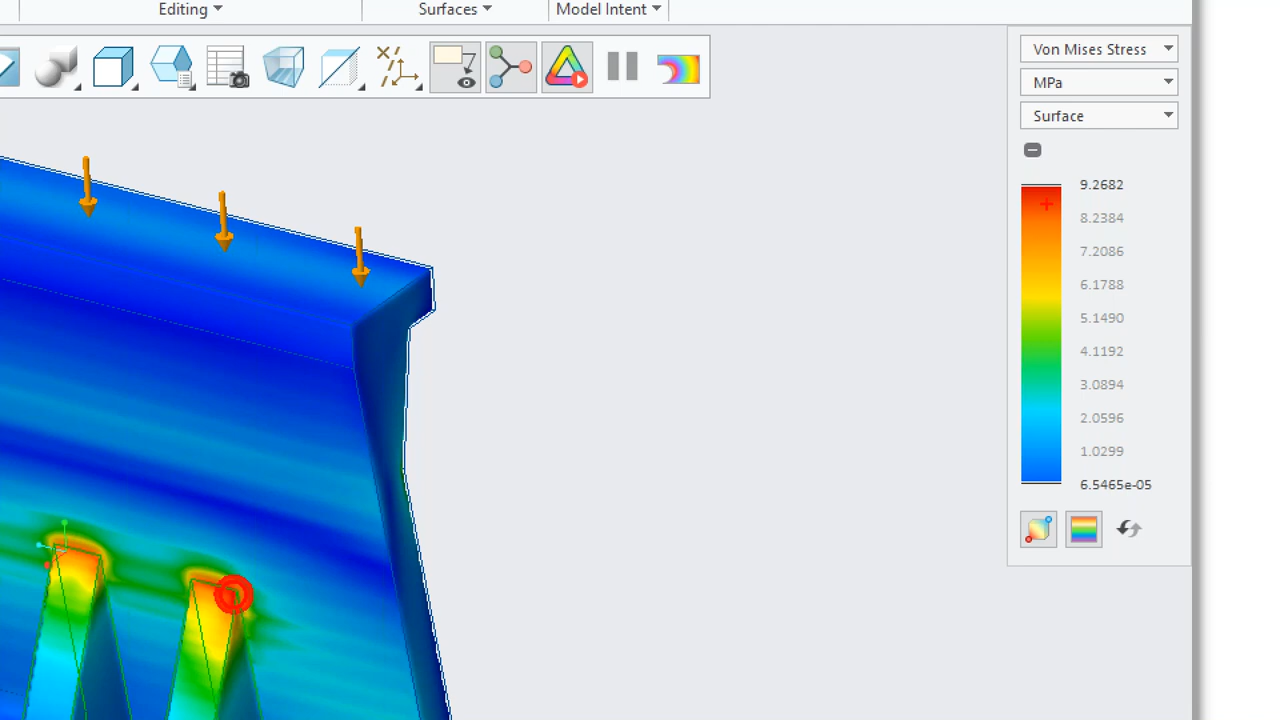 Editing
Surfaces
Model Intent
Von Mises Stress
MPa
Surface
9.2682
8.2384
7.2086
6.1788
5.1490
4.1192
3.0894
2.0596
1.0299
6.5465e-05